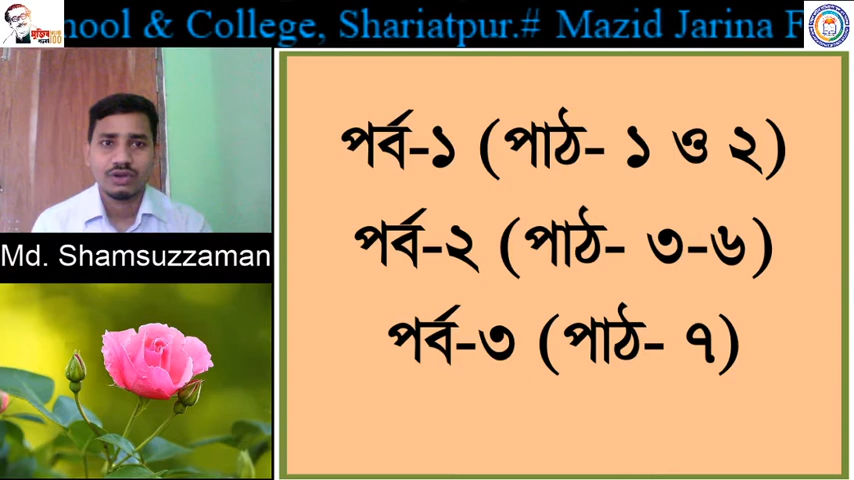 hool & College, Shariatpur.# Mazid Jarina F
Md. Shamsuzzaman
পর্ব-১ (পাঠ- ১ ও ২)
পর্ব-২ (পাঠ- ৩-৬)
পর্ব-৩ (পাঠ- ৭)